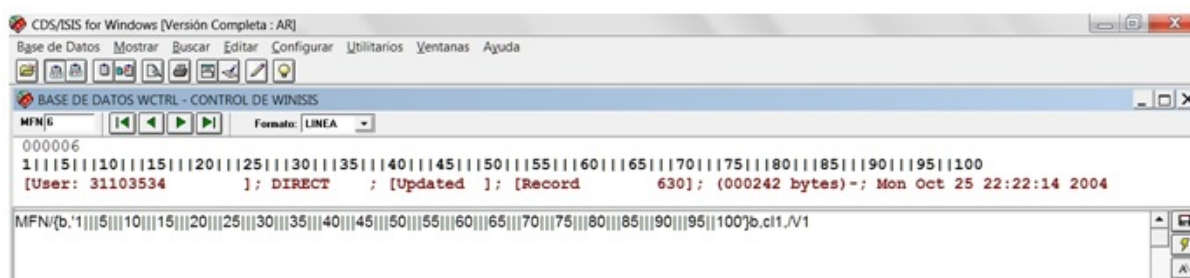 CDS/ISIS for Windows [Versión Completa : AR]
Base de Datos Mostrar Buscar Editar Configurar Utilitarios Ventanas Ayuda
BASE DE DATOS WCTRL - CONTROL DE WINISIS
MFN 6 Formato: LINEA
000006
1|||5|||10|||15|||20|||25|||30|||35|||40|||45|||50|||55|||60|||65|||70|||75|||80|||85|||90|||95||100
[User: 31103534 ]; DIRECT ; [Updated ]; [Record 630]; (000242 bytes)-; Mon Oct 25 22:22:14 2004
MFN/{b,'1|||5|||10|||15|||20|||25|||30|||35|||40|||45|||50|||55|||60|||65|||70|||75|||80|||85|||90|||95||100'}b,cl1,/V1